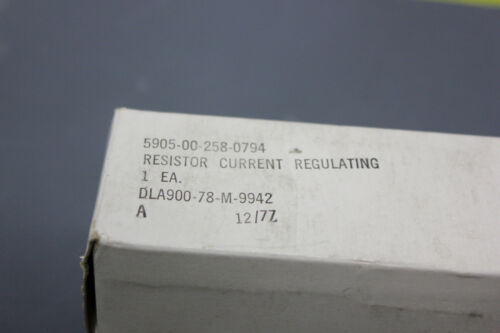 5905-00-258-0794
RESISTOR CURRENT REGULATING
1 EA.
DLA900-78-M-9942
A 12/77